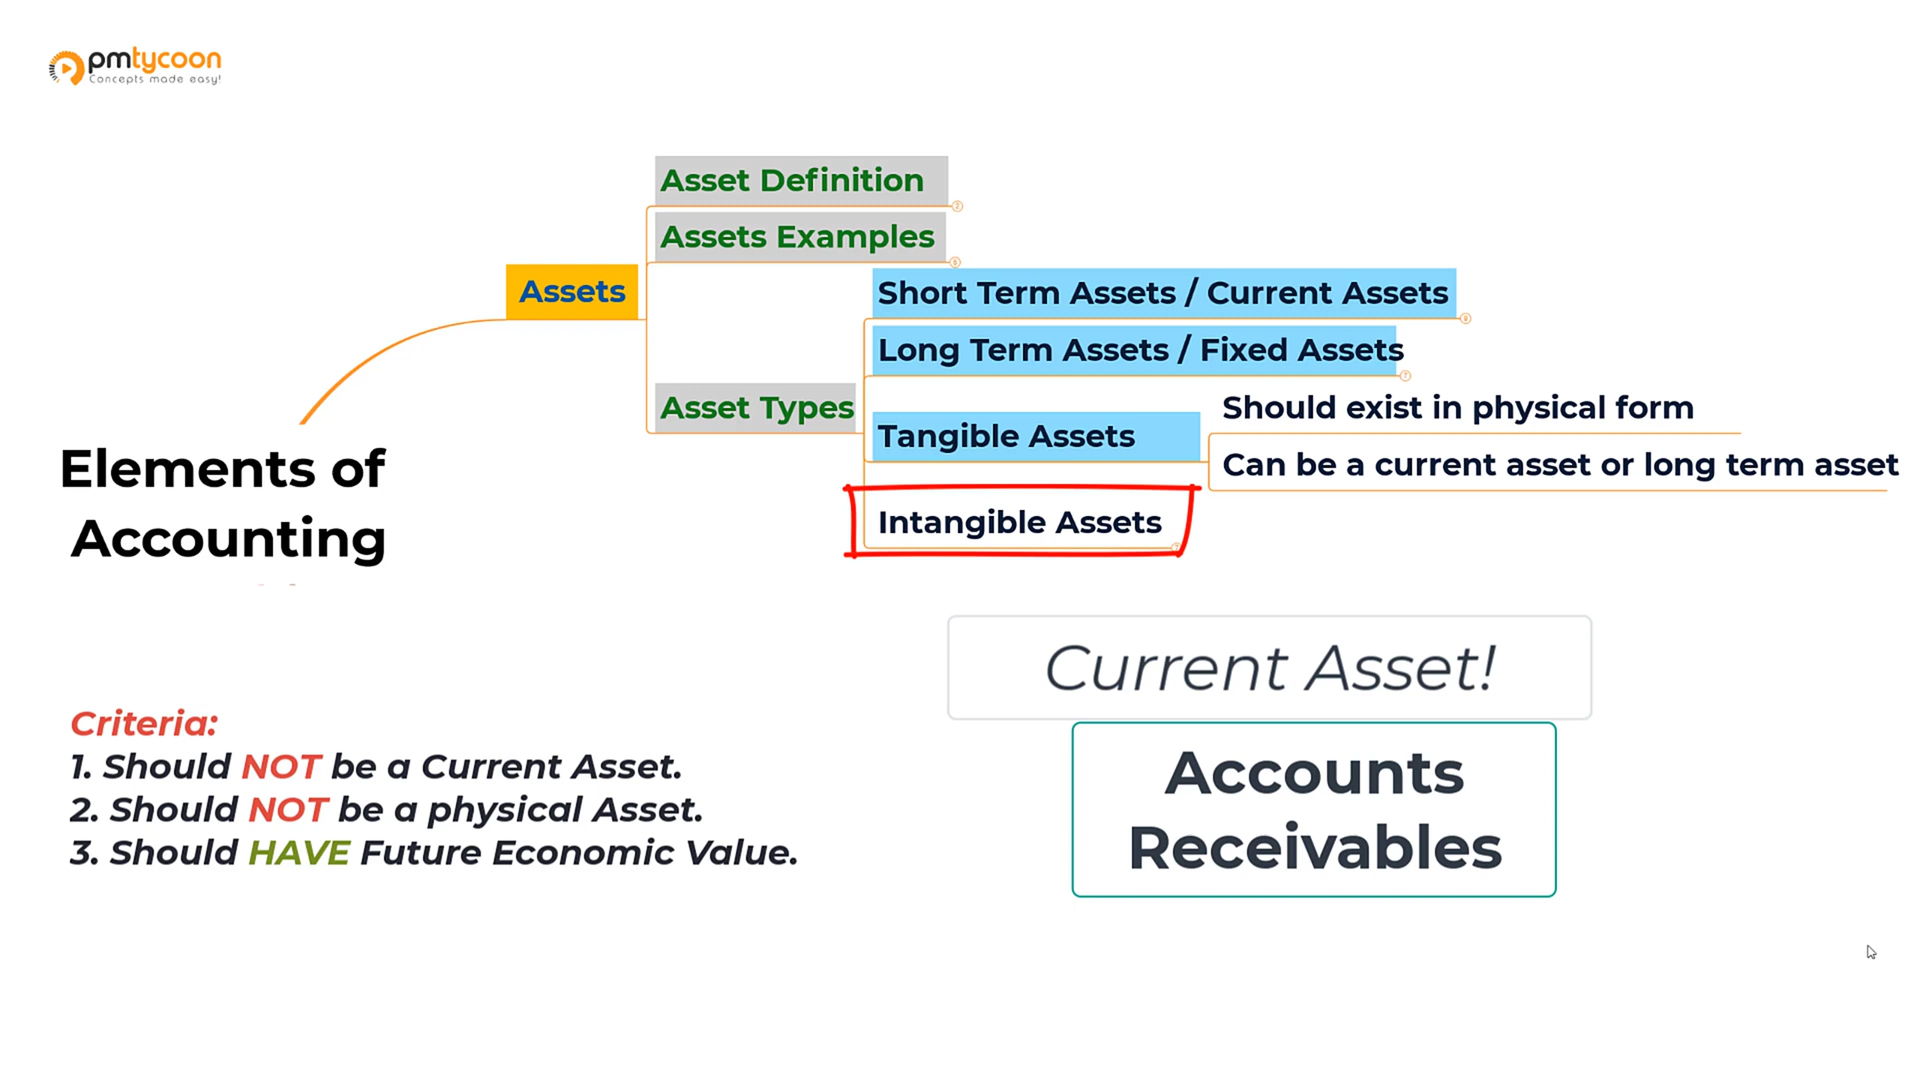 pmtycoon
Concepts made easy!
Asset Definition
Assets Examples
Assets
Short Term Assets / Current Assets
Long Term Assets / Fixed Assets
Asset Types
Should exist in physical form
Tangible Assets
Can be a current asset or long term asset
Intangible Assets
Elements of
Accounting
Current Asset!
Accounts
Receivables
Criteria:
1. Should NOT be a Current Asset.
2. Should NOT be a physical Asset.
3. Should HAVE Future Economic Value.